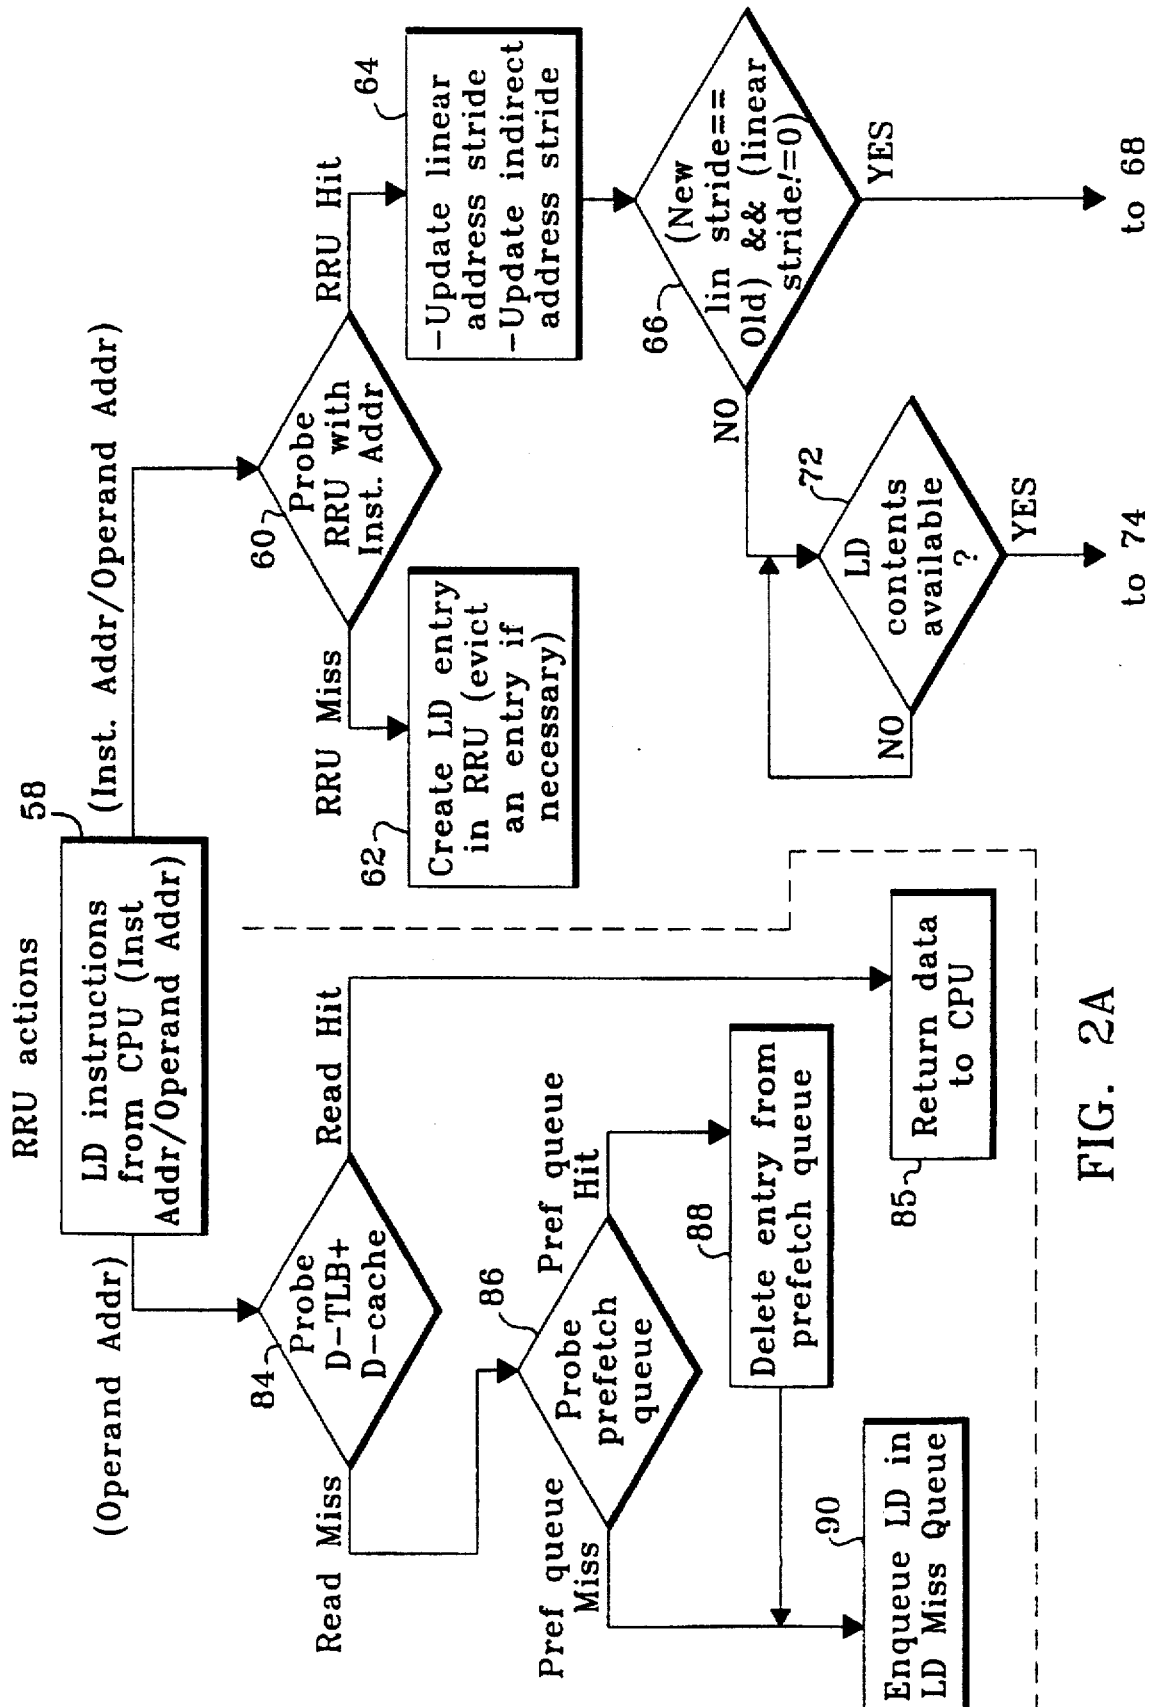 RRU actions
58
LD instructions
from CPU (Inst
Addr/Operand Addr)
(Operand Addr)
(Inst. Addr/Operand Addr)
84
Probe
D-TLB+
D-cache
Read Miss
Read Hit
86
Probe
prefetch
queue
Pref queue
Miss
Pref queue
Hit
88
Delete entry from
prefetch queue
90
Enqueue LD in
LD Miss Queue
85
Return data
to CPU
60
Probe
RRU with
Inst. Addr
RRU Miss
RRU Hit
62
Create LD entry
in RRU (evict
an entry if
necessary)
64
-Update linear
address stride
-Update indirect
address stride
66
(New
lin stride==
Old) && (linear
stride!=0)
NO
YES
to 68
72
LD
contents
available
?
NO
YES
to 74
FIG. 2A